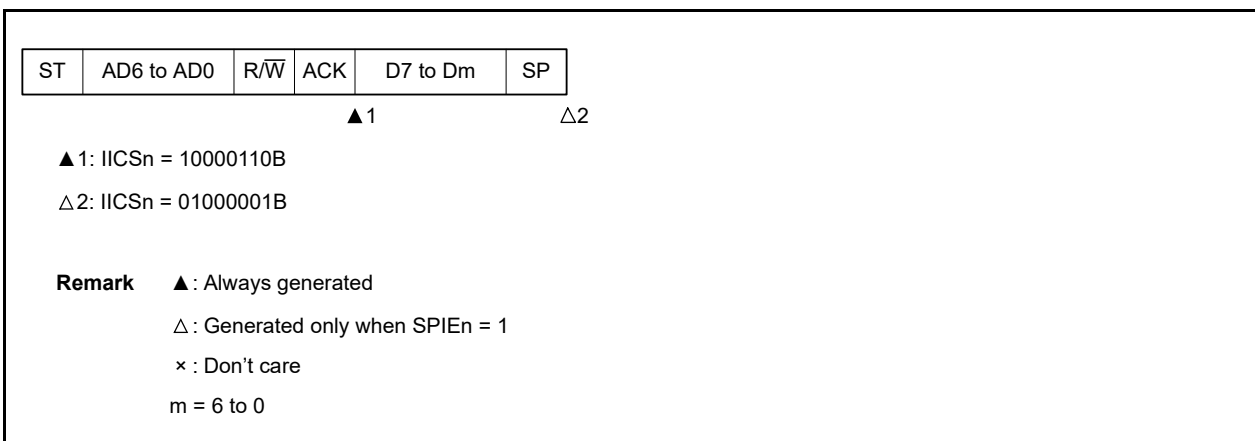 ST AD6 to AD0 R/W̅ ACK D7 to Dm SP
▲1 △2
▲1: IICSn = 10000110B
△2: IICSn = 01000001B
Remark ▲: Always generated
△: Generated only when SPIEn = 1
×: Don’t care
m = 6 to 0